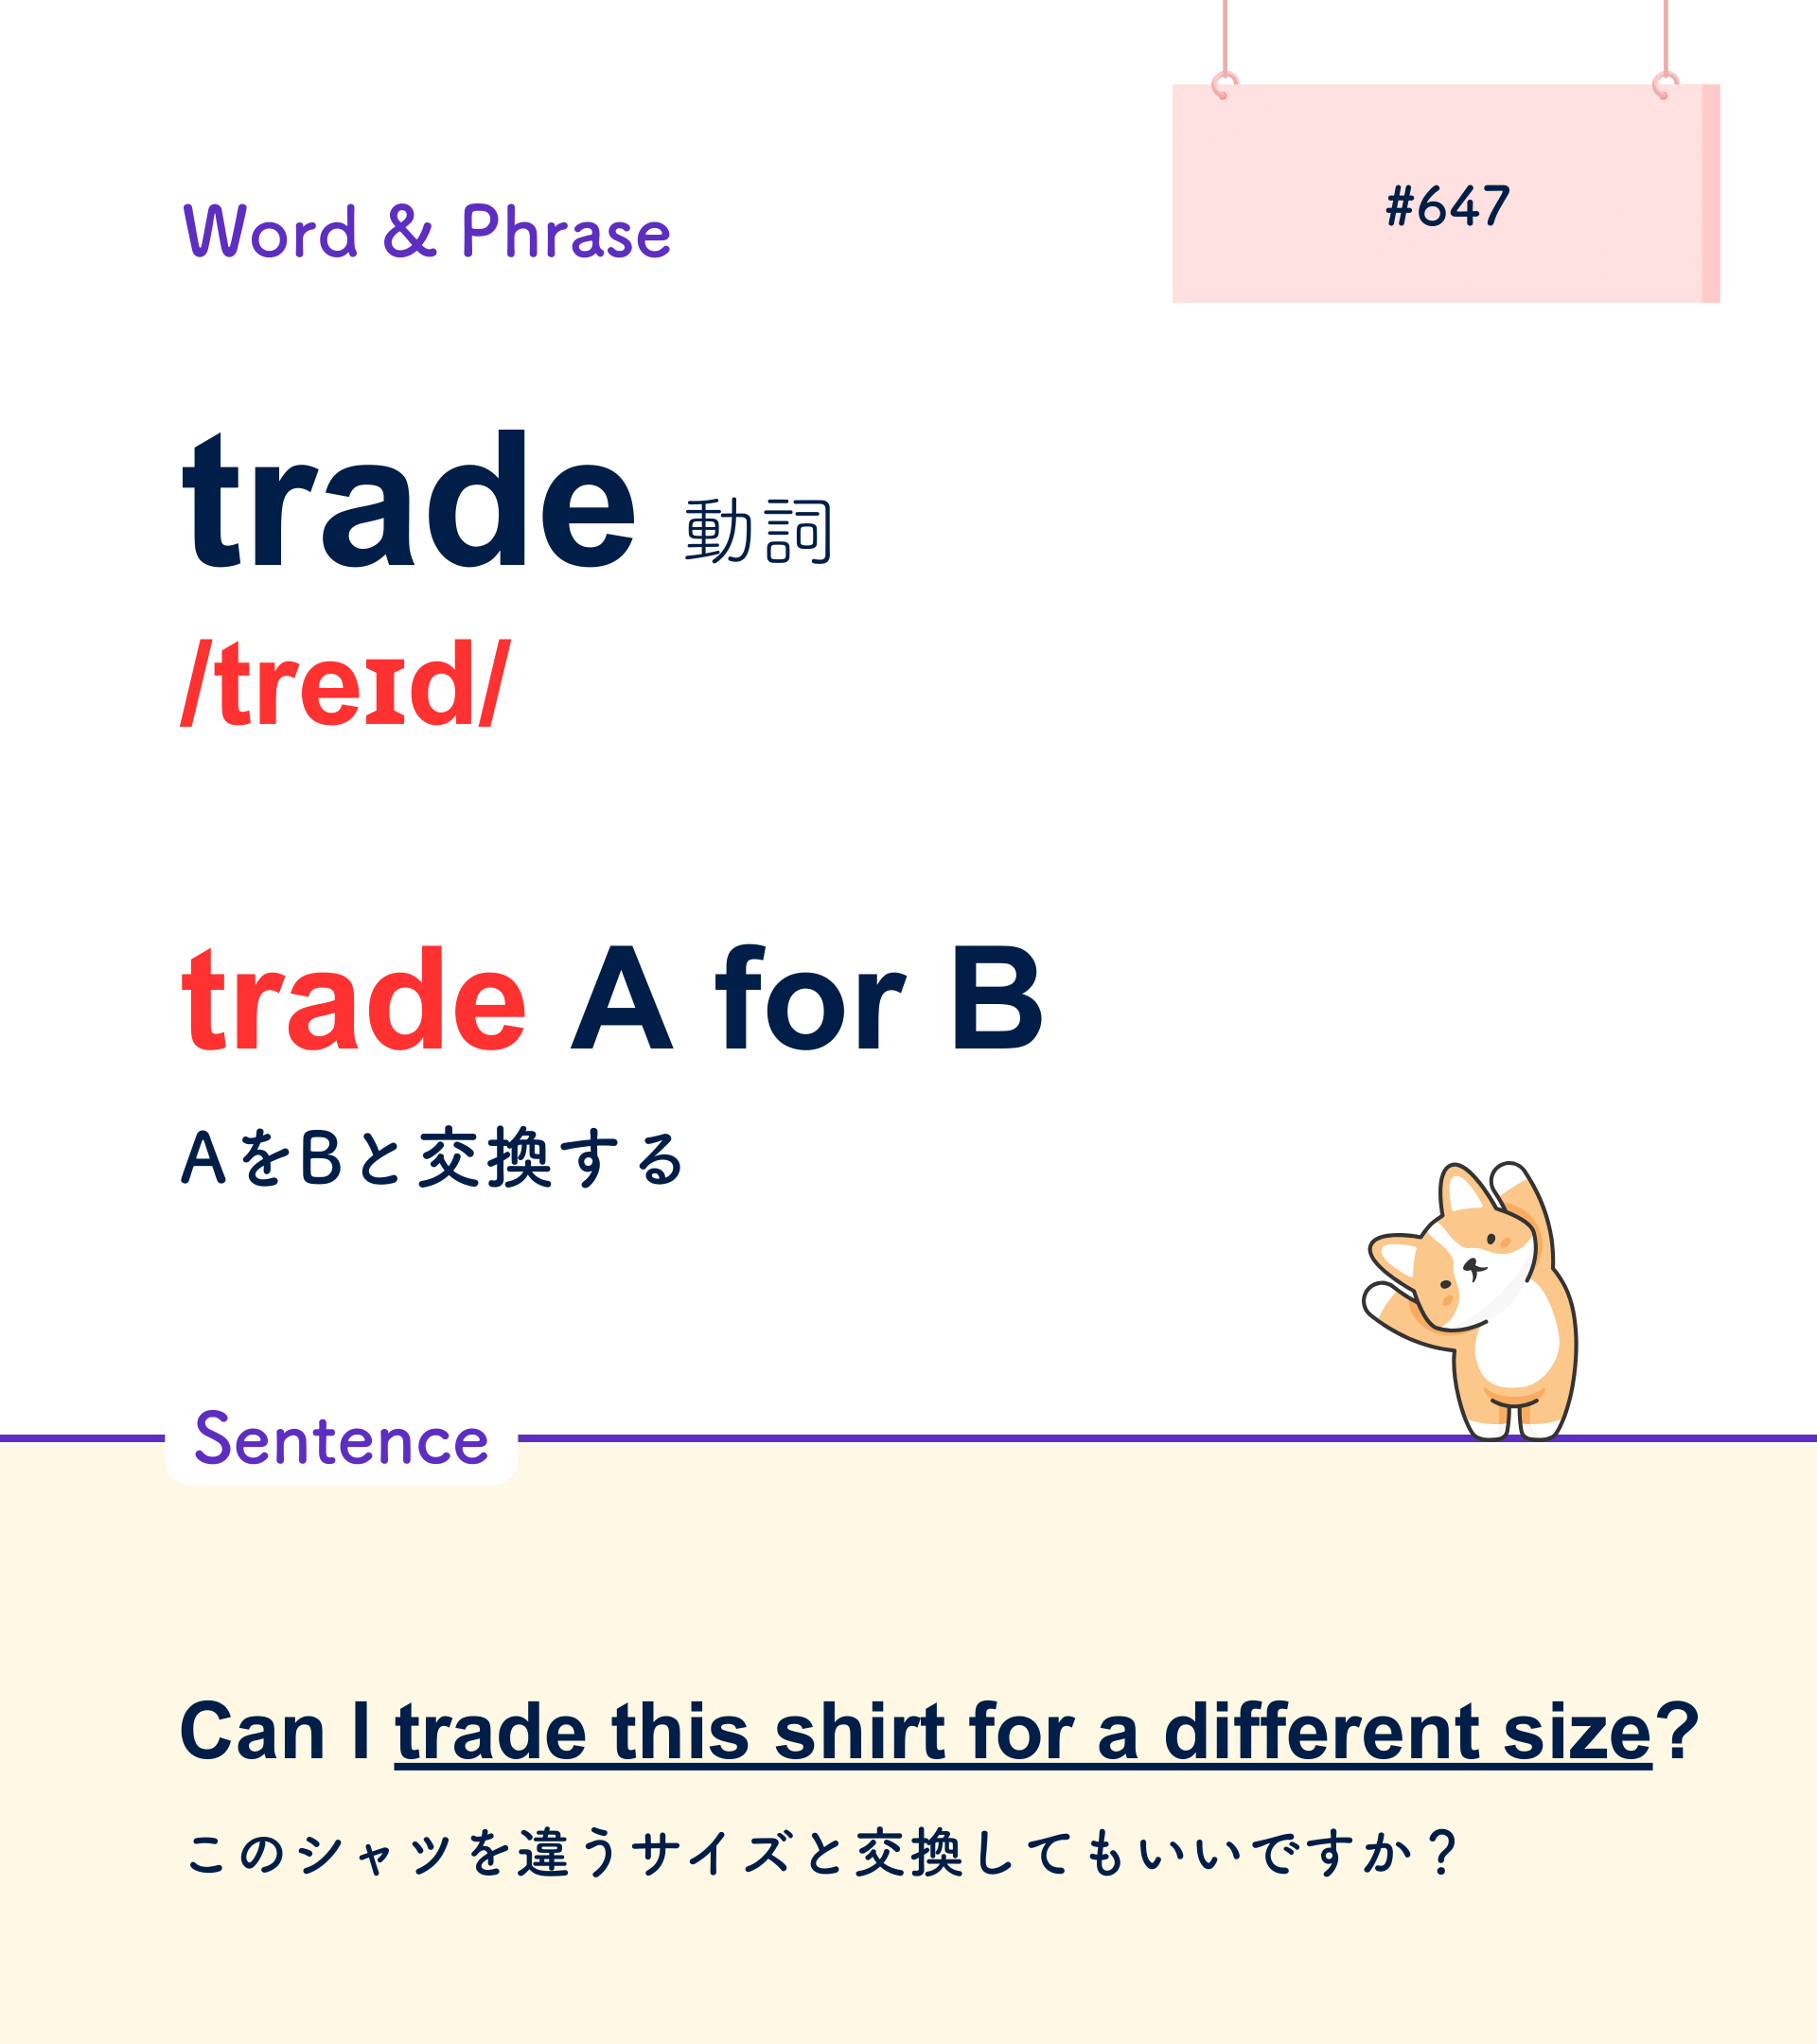 #647
Word & Phrase
trade 動詞
/treɪd/
trade A for B
AをBと交換する
Sentence
Can I trade this shirt for a different size?
このシャツを違うサイズと交換してもいいですか？